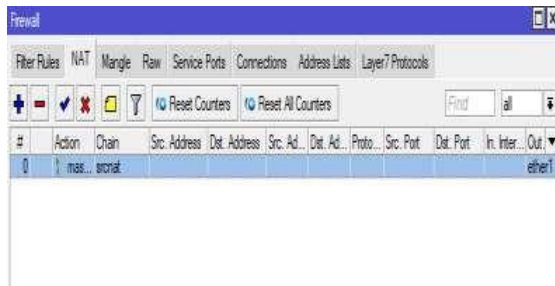 Firewall
Filter Rules NAT Mangle Raw Service Ports Connections Address Lists Layer7 Protocols
Reset Counters Reset All Counters Find all
# Action Chain Src. Address Dst. Address Src. Ad... Dst. Ad... Proto... Src. Port Dst. Port In. Inter... Out.
0 mas... srcnat ether1